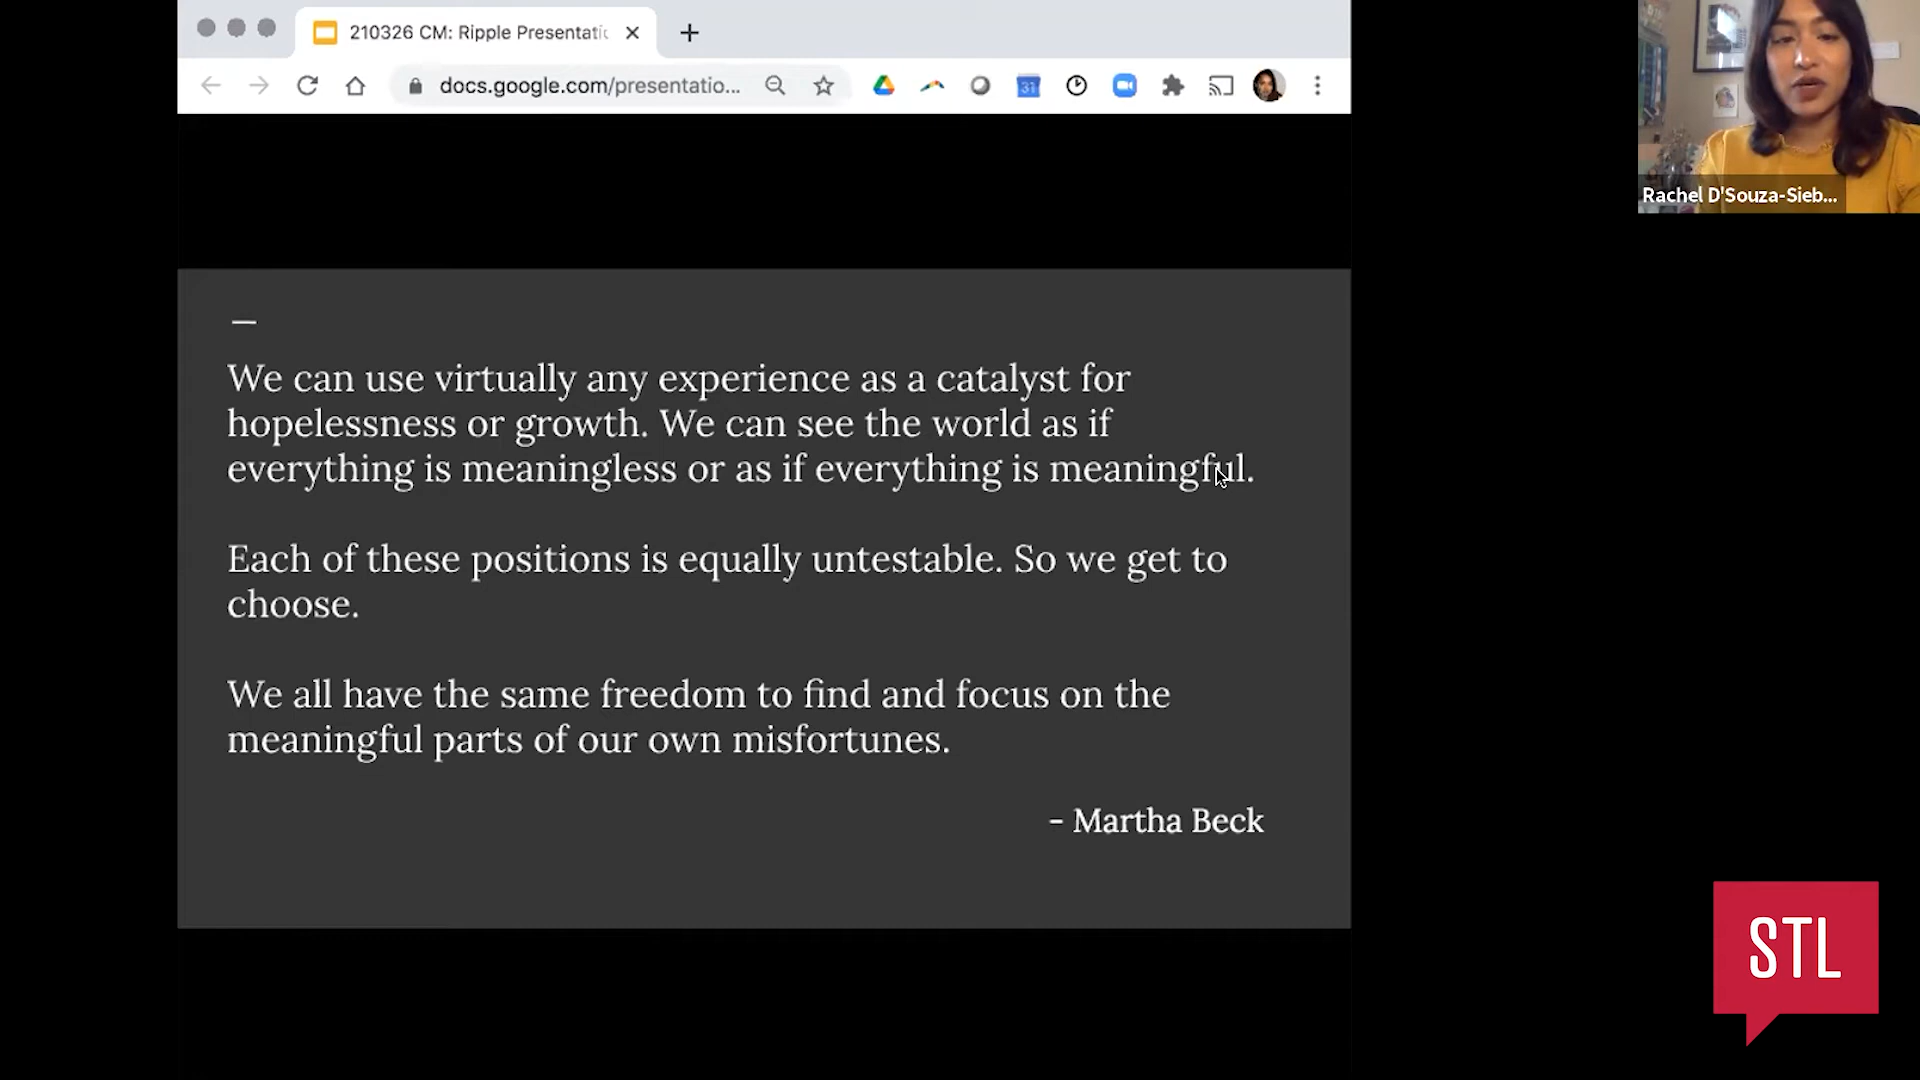 210326 CM: Ripple Presentatic
docs.google.com/presentatio...
31
Rachel D'Souza-Sieb...
—
We can use virtually any experience as a catalyst for
hopelessness or growth. We can see the world as if
everything is meaningless or as if everything is meaningful.
Each of these positions is equally untestable. So we get to
choose.
We all have the same freedom to find and focus on the
meaningful parts of our own misfortunes.
- Martha Beck
STL